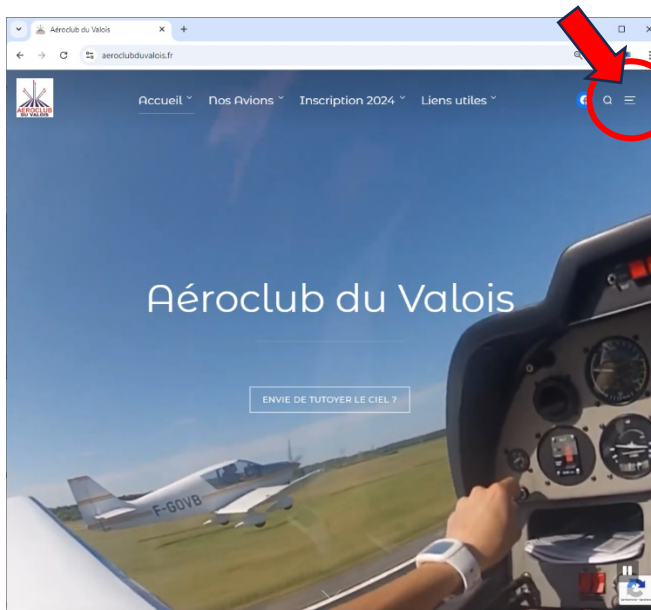 Aéroclub du Valois
aeroclubduvalois.fr
AEROCLUB
DU VALOIS
Accueil Nos Avions Inscription 2024 Liens utiles
Aéroclub du Valois
ENVIE DE TUTOYER LE CIEL ?
F-GOVB